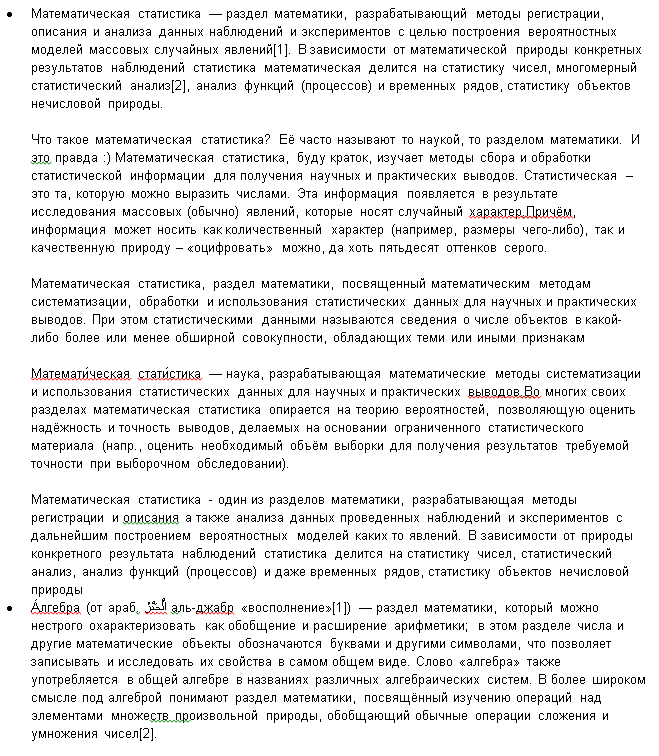 • Математическая статистика — раздел математики, разрабатывающий методы регистрации,
описания и анализа данных наблюдений и экспериментов с целью построения вероятностных
моделей массовых случайных явлений[1]. В зависимости от математической природы конкретных
результатов наблюдений статистика математическая делится на статистику чисел, многомерный
статистический анализ[2], анализ функций (процессов) и временных рядов, статистику объектов
нечисловой природы.

Что такое математическая статистика? Её часто называют то наукой, то разделом математики. И
это правда :) Математическая статистика, буду краток, изучает методы сбора и обработки
статистической информации для получения научных и практических выводов. Статистическая –
это та, которую можно выразить числами. Эта информация появляется в результате
исследования массовых (обычно) явлений, которые носят случайный характер.Причём,
информация может носить как количественный характер (например, размеры чего-либо), так и
качественную природу – «оцифровать» можно, да хоть пятьдесят оттенков серого.

Математическая статистика, раздел математики, посвященный математическим методам
систематизации, обработки и использования статистических данных для научных и практических
выводов. При этом статистическими данными называются сведения о числе объектов в какой-
либо более или менее обширной совокупности, обладающих теми или иными признакам

Математи́ческая стати́стика — наука, разрабатывающая математические методы систематизации
и использования статистических данных для научных и практических выводов.Во многих своих
разделах математическая статистика опирается на теорию вероятностей, позволяющую оценить
надёжность и точность выводов, делаемых на основании ограниченного статистического
материала (напр., оценить необходимый объём выборки для получения результатов требуемой
точности при выборочном обследовании).

Математическая статистика - один из разделов математики, разрабатывающая методы
регистрации и описания а также анализа данных проведенных наблюдений и экспериментов с
дальнейшим построением вероятностных моделей каких то явлений. В зависимости от природы
конкретного результата наблюдений статистика делится на статистику чисел, статистический
анализ, анализ функций (процессов) и даже временных рядов, статистику объектов нечисловой
природы
• А́лгебра (от араб. اَلْجَبْرُ аль-джабр «восполнение»[1]) — раздел математики, который можно
нестрого охарактеризовать как обобщение и расширение арифметики; в этом разделе числа и
другие математические объекты обозначаются буквами и другими символами, что позволяет
записывать и исследовать их свойства в самом общем виде. Слово «алгебра» также
употребляется в общей алгебре в названиях различных алгебраических систем. В более широком
смысле под алгеброй понимают раздел математики, посвящённый изучению операций над
элементами множеств произвольной природы, обобщающий обычные операции сложения и
умножения чисел[2].